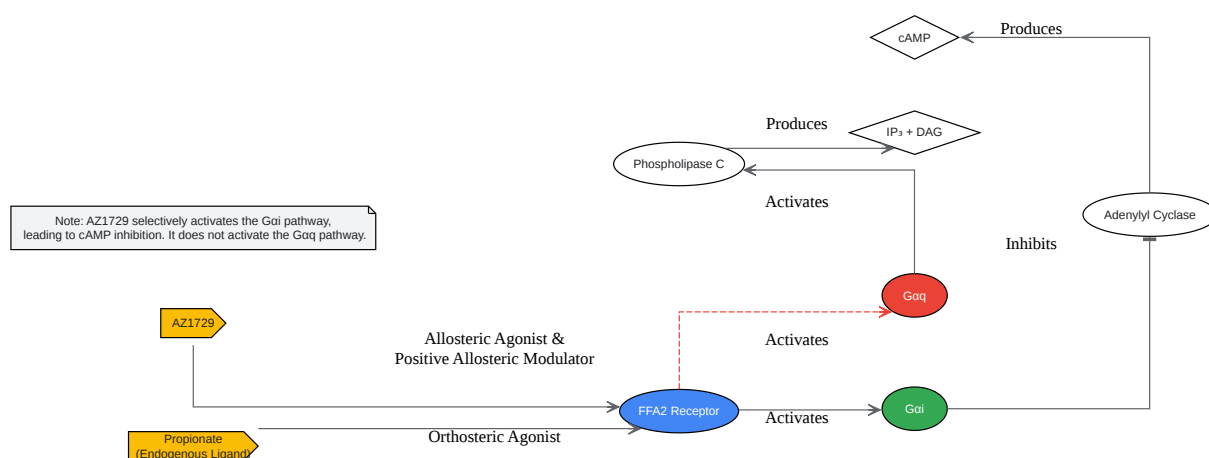 cAMP
Produces
Produces
IP₃ + DAG
Phospholipase C
Activates
Adenylyl Cyclase
Note: AZ1729 selectively activates the Gαi pathway,
leading to cAMP inhibition. It does not activate the Gαq pathway.
Inhibits
Gαq
AZ1729
Allosteric Agonist &
Positive Allosteric Modulator
Activates
FFA2 Receptor
Gαi
Activates
Orthosteric Agonist
Propionate
(Endogenous Ligand)